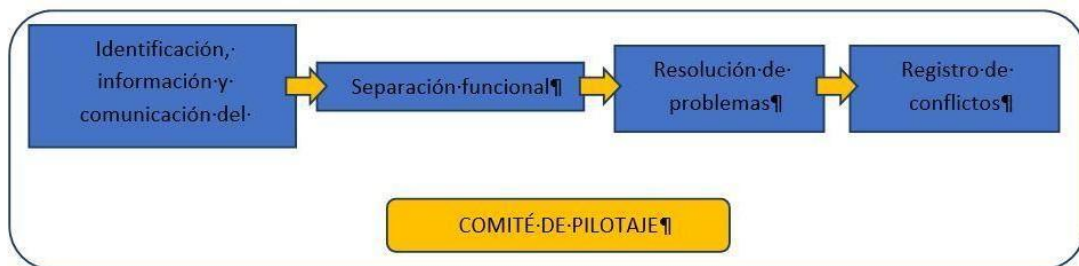 Identificación,·
información·y·
comunicación·del·
Separación·funcional¶
Resolución·de·
problemas¶
Registro·de·
conflictos¶
COMITÉ·DE·PILOTAJE¶